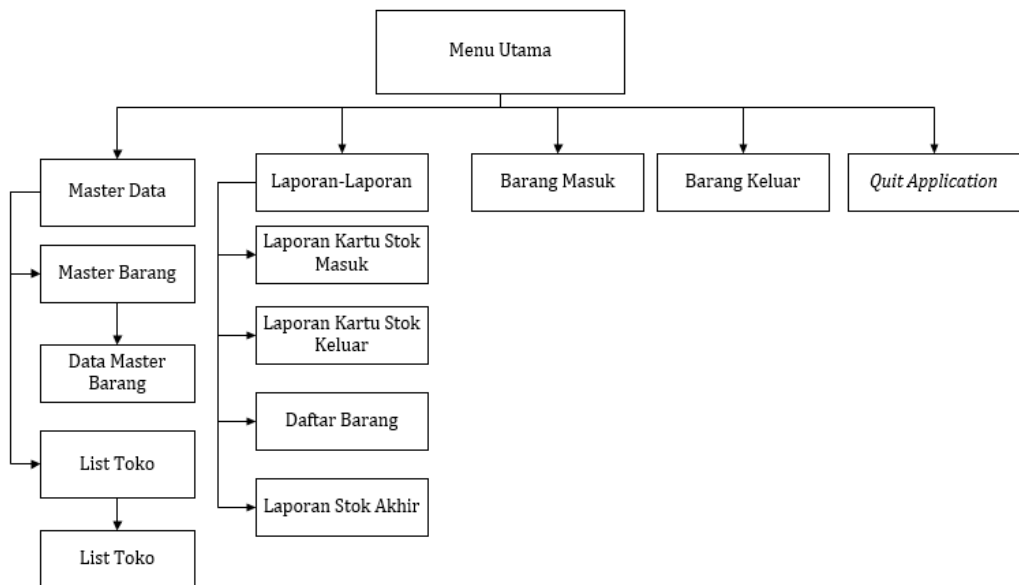 Menu Utama
Master Data
Laporan-Laporan
Barang Masuk
Barang Keluar
Quit Application
Master Barang
Data Master
Barang
List Toko
List Toko
Laporan Kartu Stok
Masuk
Laporan Kartu Stok
Keluar
Daftar Barang
Laporan Stok Akhir